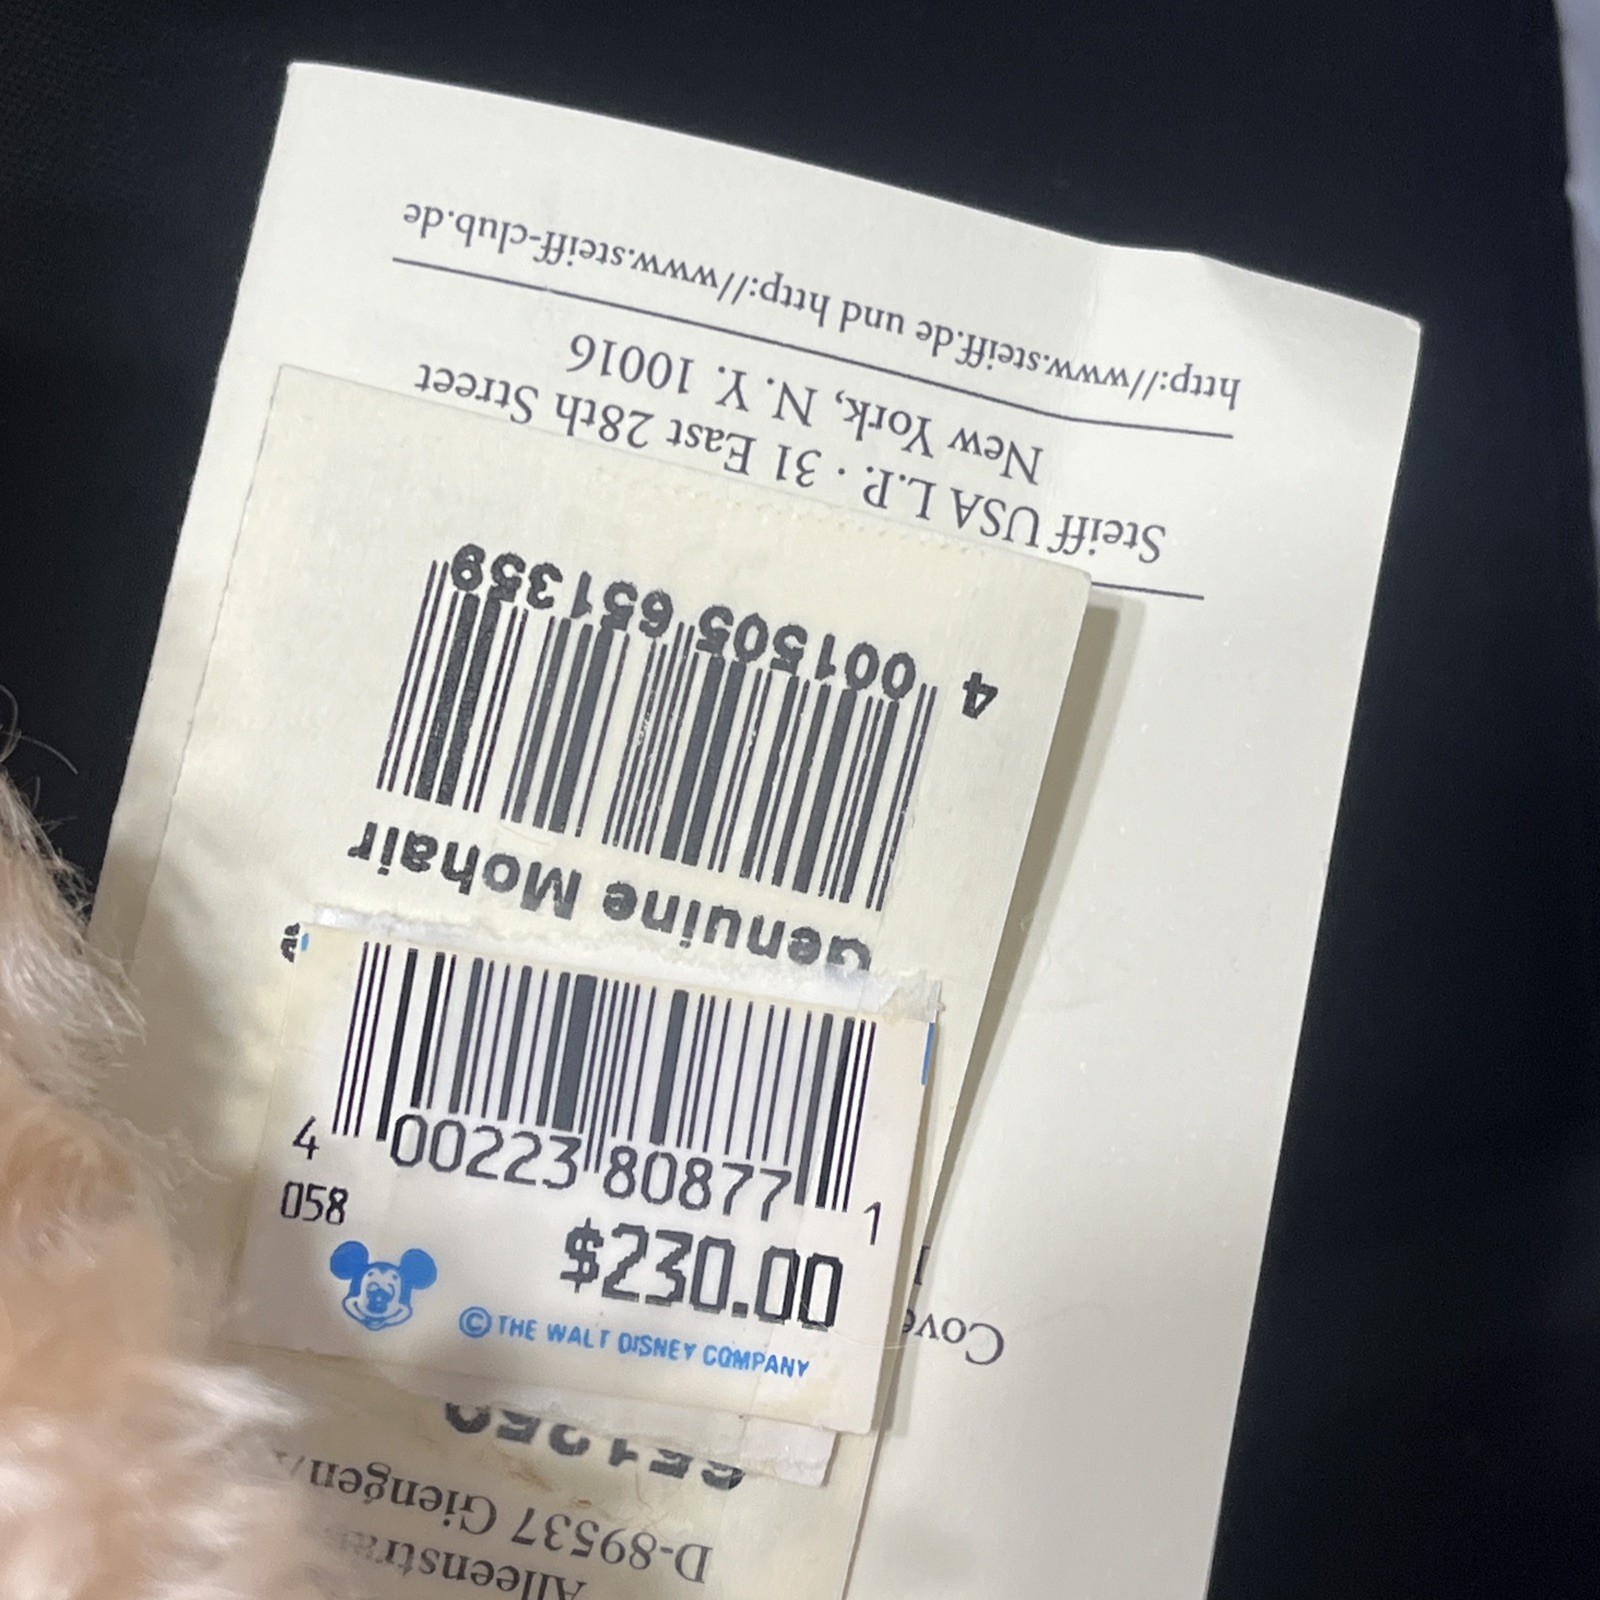 http://www.steiff.de und http://www.steiff-club.de
New York, N. Y. 10016
Steiff USA L.P. · 31 East 28th Street
4 001505 651359
Genuine Mohair
4 00223 80877 1
058
$230.00
© THE WALT DISNEY COMPANY
D-89537 Giengen/